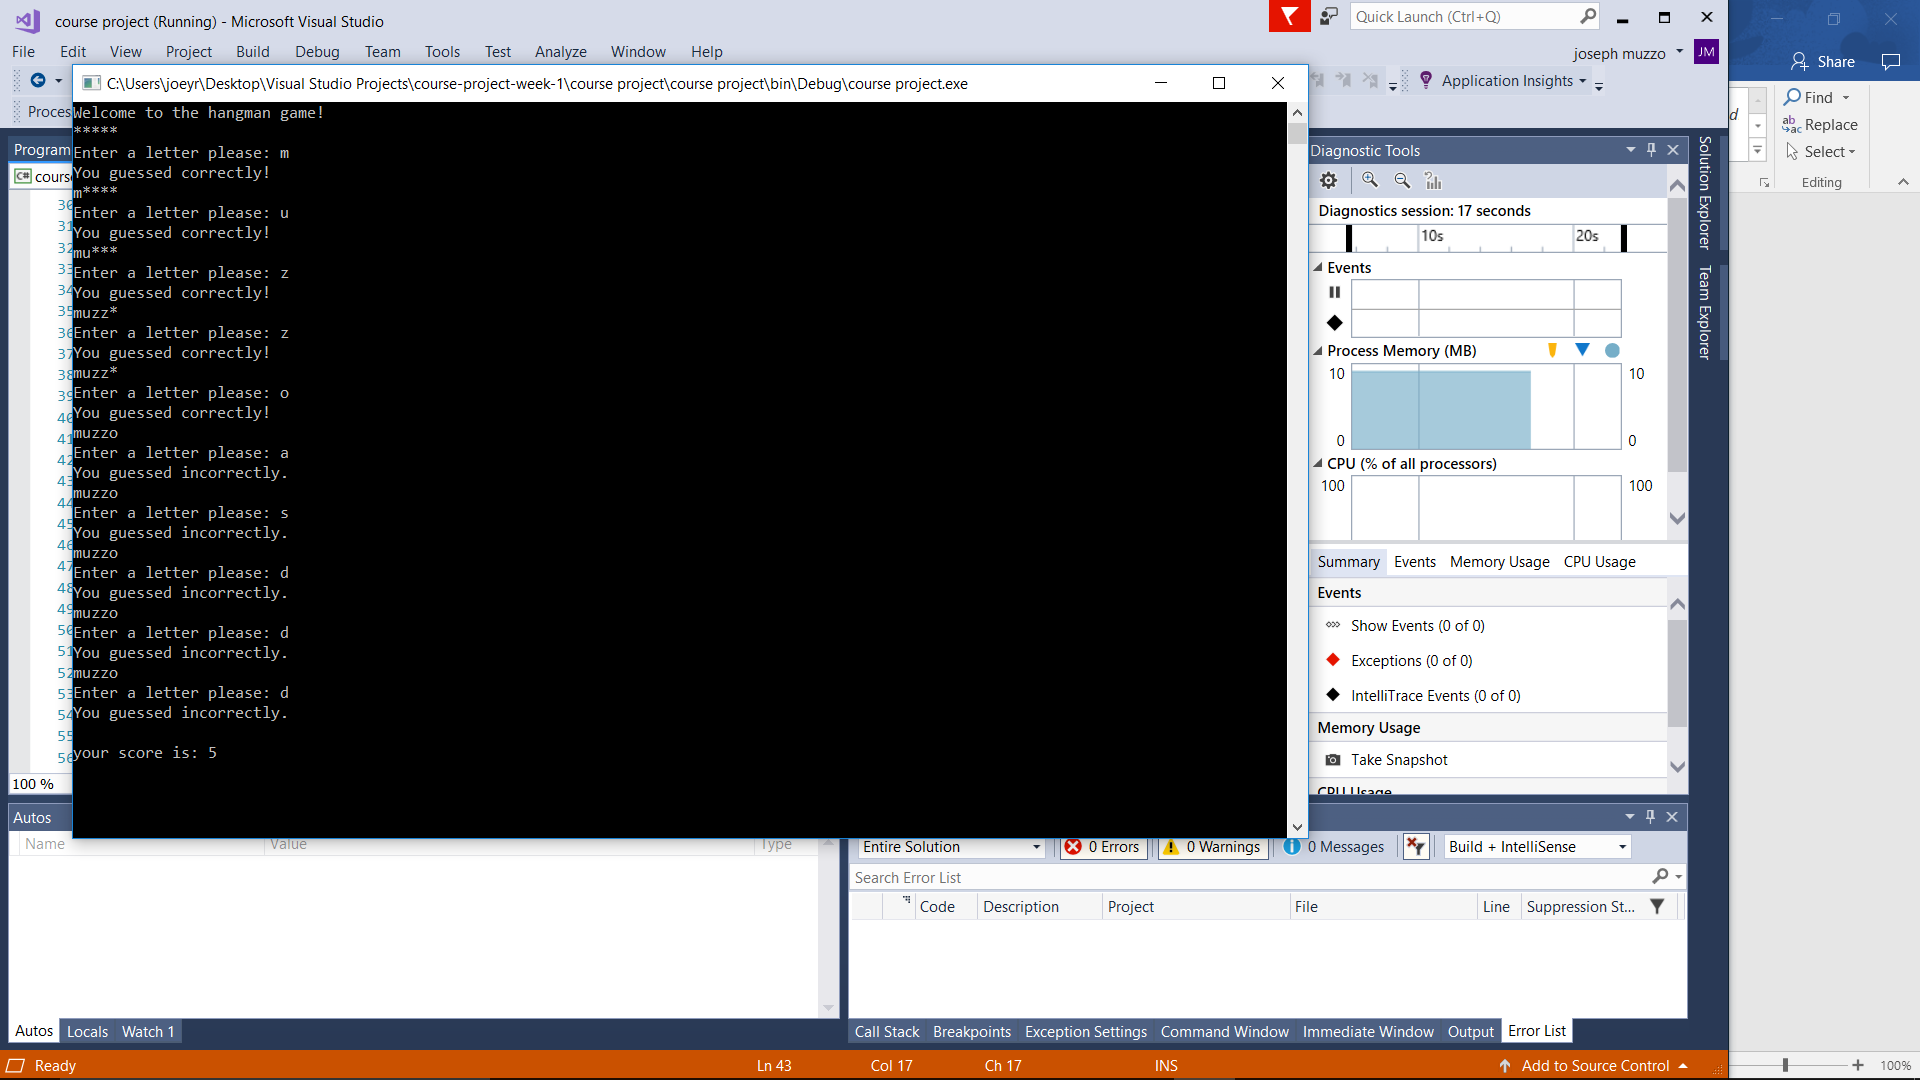 course project (Running) - Microsoft Visual Studio
Quick Launch (Ctrl+Q)
File Edit View Project Build Debug Team Tools Test Analyze Window Help
joseph muzzo
JM
Share
C:\Users\joeyr\Desktop\Visual Studio Projects\course-project-week-1\course project\course project\bin\Debug\course project.exe
Application Insights
Find
Replace
Select
Editing
Proces
Program
C# cours
Welcome to the hangman game!
*****
Enter a letter please: m
You guessed correctly!
m****
Enter a letter please: u
You guessed correctly!
mu***
Enter a letter please: z
You guessed correctly!
muzz*
Enter a letter please: z
You guessed correctly!
muzz*
Enter a letter please: o
You guessed correctly!
muzzo
Enter a letter please: a
You guessed incorrectly.
muzzo
Enter a letter please: s
You guessed incorrectly.
muzzo
Enter a letter please: d
You guessed incorrectly.
muzzo
Enter a letter please: d
You guessed incorrectly.
muzzo
Enter a letter please: d
You guessed incorrectly.
your score is: 5
100 %
Diagnostic Tools
Diagnostics session: 17 seconds
10s 20s
Events
Process Memory (MB)
10 10
0 0
CPU (% of all processors)
100 100
Summary Events Memory Usage CPU Usage
Events
Show Events (0 of 0)
Exceptions (0 of 0)
IntelliTrace Events (0 of 0)
Memory Usage
Take Snapshot
CPU Usage
Solution Explorer
Team Explorer
Autos
Name Value Type
Autos Locals Watch 1
Entire Solution 0 Errors 0 Warnings 0 Messages Build + IntelliSense
Search Error List
Code Description Project File Line Suppression St...
Call Stack Breakpoints Exception Settings Command Window Immediate Window Output Error List
Ready Ln 43 Col 17 Ch 17 INS Add to Source Control
100%